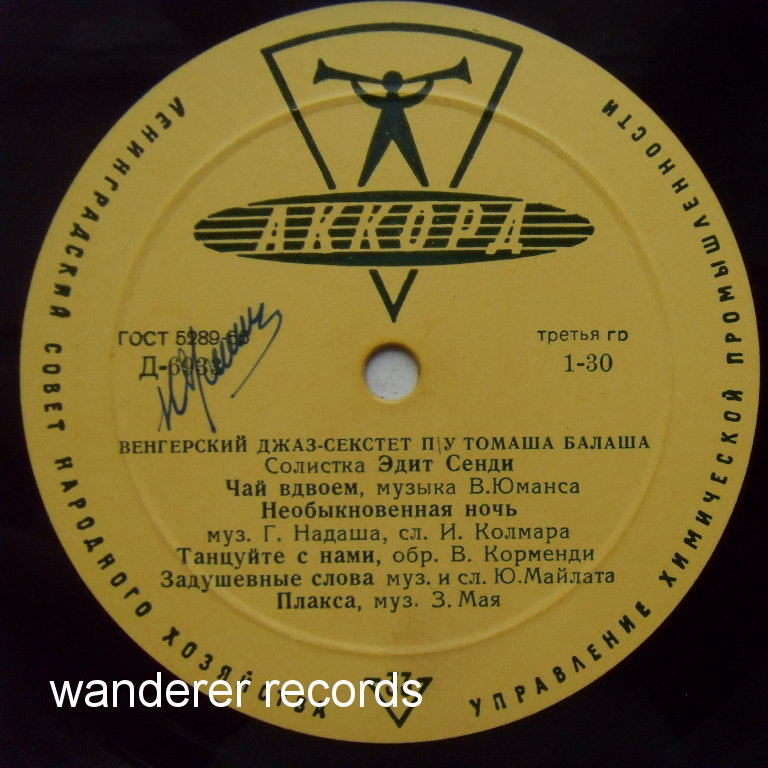 ЛЕНИНГРАДСКИЙ СОВЕТ НАРОДНОГО ХОЗЯЙСТВА
УПРАВЛЕНИЕ ХИМИЧЕСКОЙ ПРОМЫШЛЕННОСТИ
АККОРД
ГОСТ 5289-56
третья гр
1-30
ВЕНГЕРСКИЙ ДЖАЗ-СЕКСТЕТ П/У ТОМАША БАЛАША
Солистка Эдит Сенди
Чай вдвоем, музыка В.Юманса
Необыкновенная ночь
муз. Г. Надаша, сл. И. Колмара
Танцуйте с нами, обр. В. Корменди
Задушевные слова муз. и сл. Ю.Майлата
Плакса, муз. З. Мая
33
wanderer records